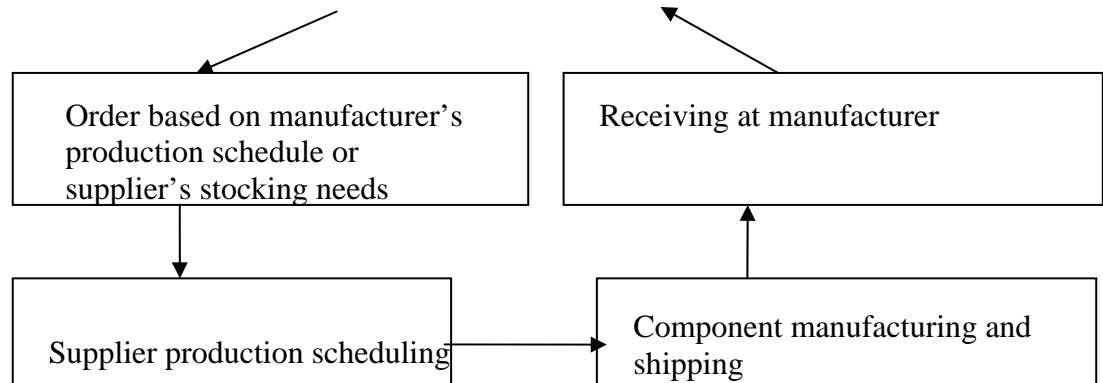 Order based on manufacturer’s
production schedule or
supplier’s stocking needs
Receiving at manufacturer
Supplier production scheduling
Component manufacturing and
shipping